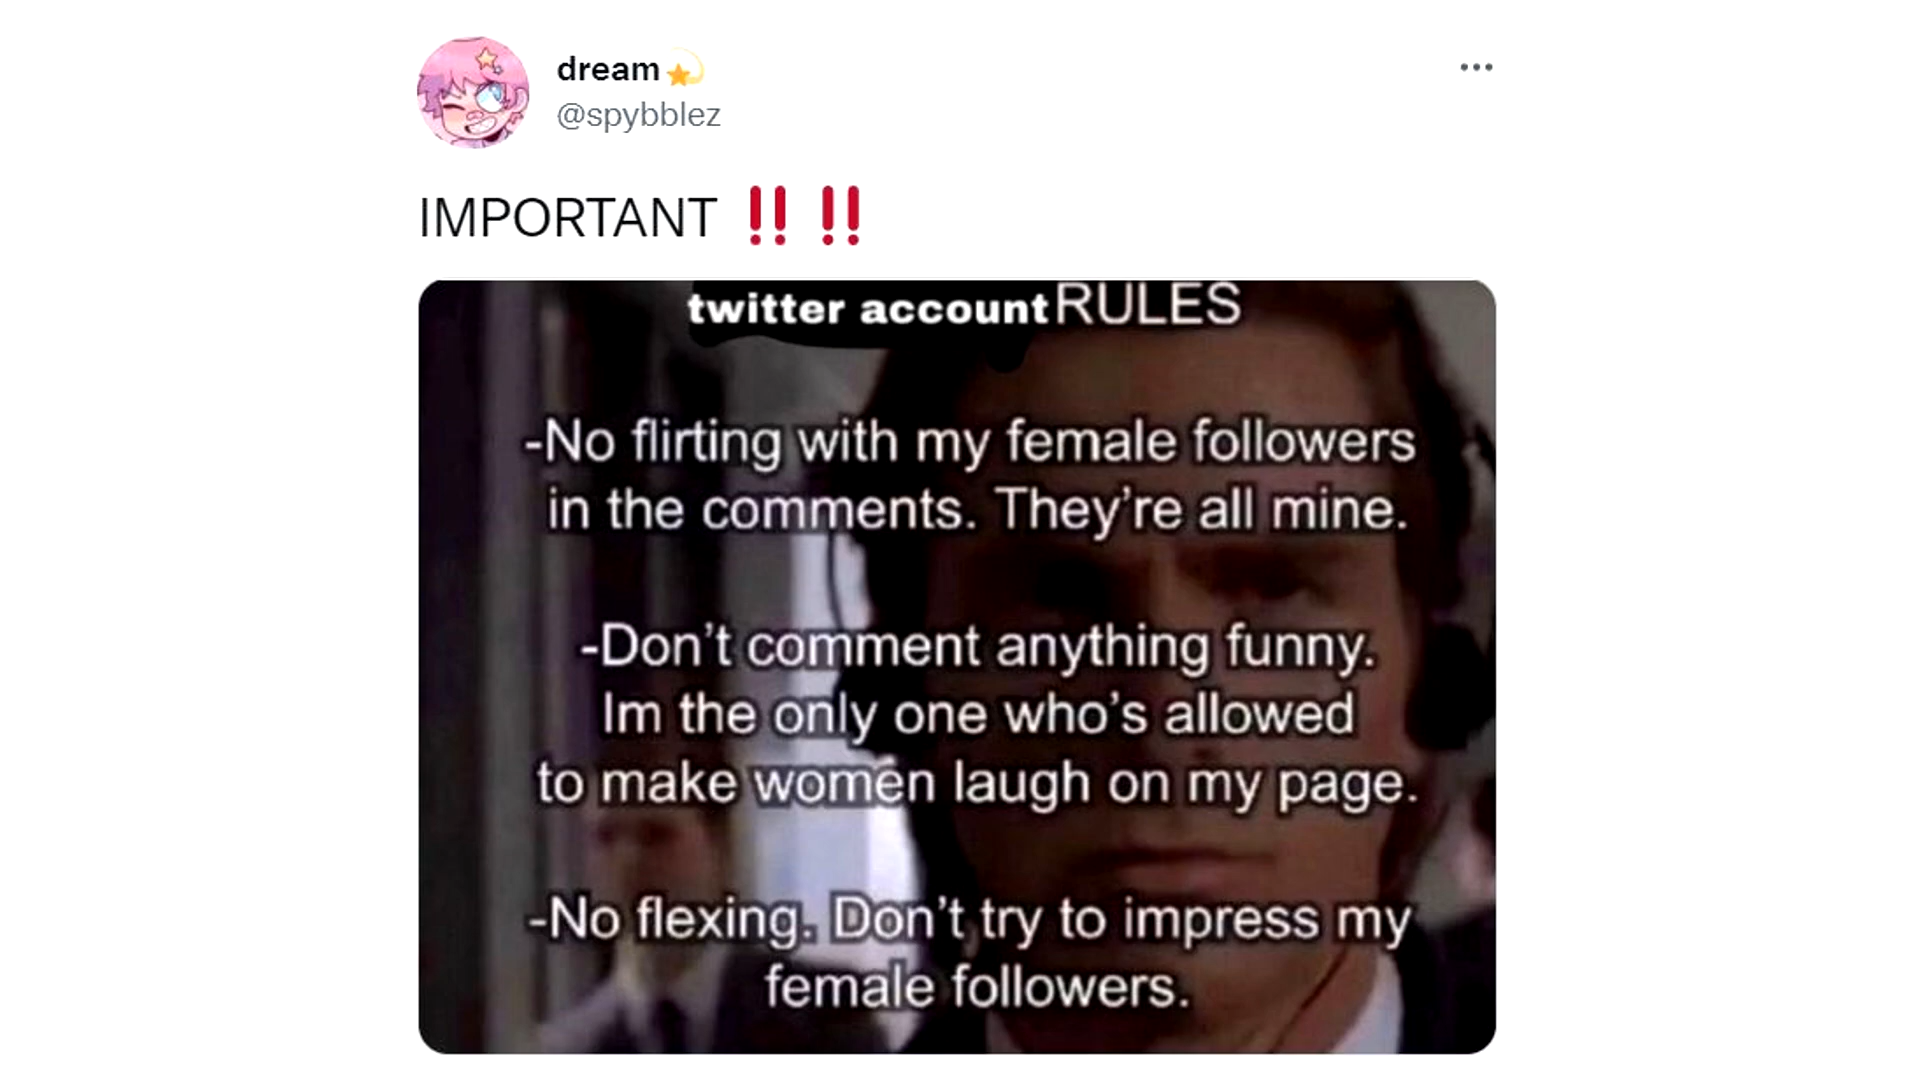 dream💫
@spybblez
IMPORTANT ‼️ ‼️
twitter account RULES
-No flirting with my female followers
in the comments. They're all mine.
-Don't comment anything funny.
Im the only one who's allowed
to make women laugh on my page.
-No flexing. Don't try to impress my
female followers.